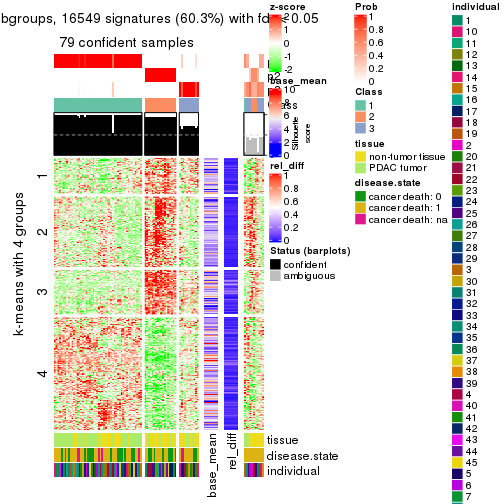 bgroups, 16549 signatures (60.3%) with fd
0.05
79 confident samples
z-score
2
1
0
-1
-2
base_mean
10
8
6
4
2
0
Silhouette
score
rel_diff
1
0.8
0.6
0.4
0.2
0
Status (barplots)
confident
ambiguous
Prob
1
0.8
0.6
0.4
0.2
0
Class
1
2
3
tissue
non-tumor tissue
PDAC tumor
disease.state
cancer death: 0
cancer death: 1
cancer death: na
individual
1
10
11
12
13
14
15
16
17
18
19
2
20
21
22
23
24
25
26
27
28
29
3
30
31
32
33
34
35
36
37
38
39
4
40
41
42
43
44
45
5
6
7
k-means with 4 groups
1
2
3
4
tissue
disease.state
individual
base_mean
rel_diff